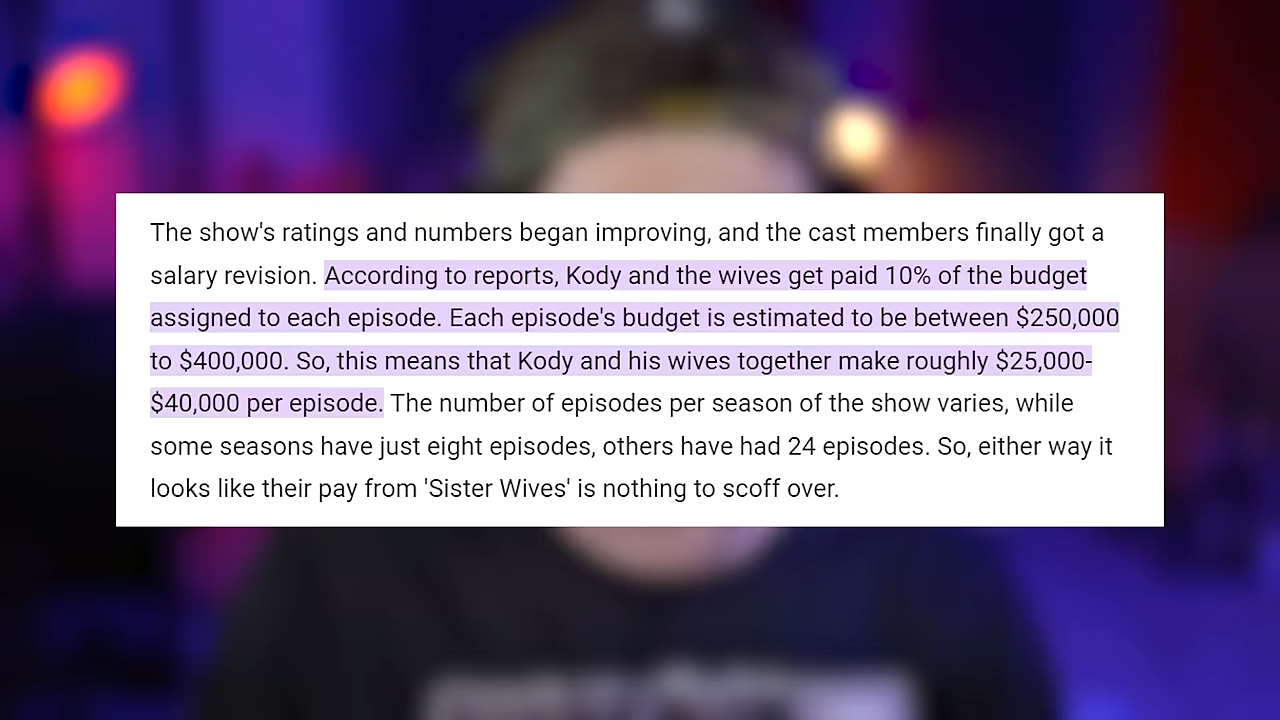 The show's ratings and numbers began improving, and the cast members finally got a
salary revision. According to reports, Kody and the wives get paid 10% of the budget
assigned to each episode. Each episode's budget is estimated to be between $250,000
to $400,000. So, this means that Kody and his wives together make roughly $25,000-
$40,000 per episode. The number of episodes per season of the show varies, while
some seasons have just eight episodes, others have had 24 episodes. So, either way it
looks like their pay from 'Sister Wives' is nothing to scoff over.